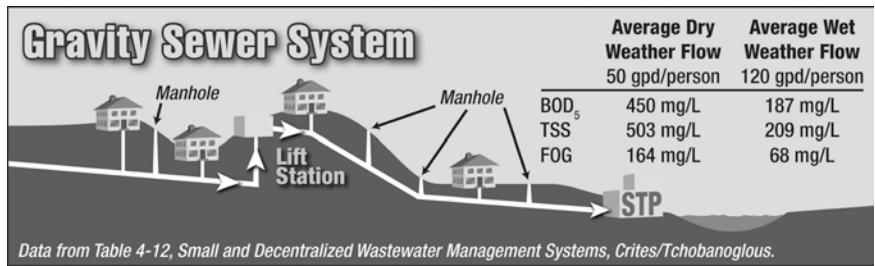 Gravity Sewer System
Average Dry
Weather Flow
50 gpd/person
Average Wet
Weather Flow
120 gpd/person
BOD₅ 450 mg/L 187 mg/L
TSS 503 mg/L 209 mg/L
FOG 164 mg/L 68 mg/L
Manhole
Manhole
Lift
Station
STP
Data from Table 4-12, Small and Decentralized Wastewater Management Systems, Crites/Tchobanoglous.